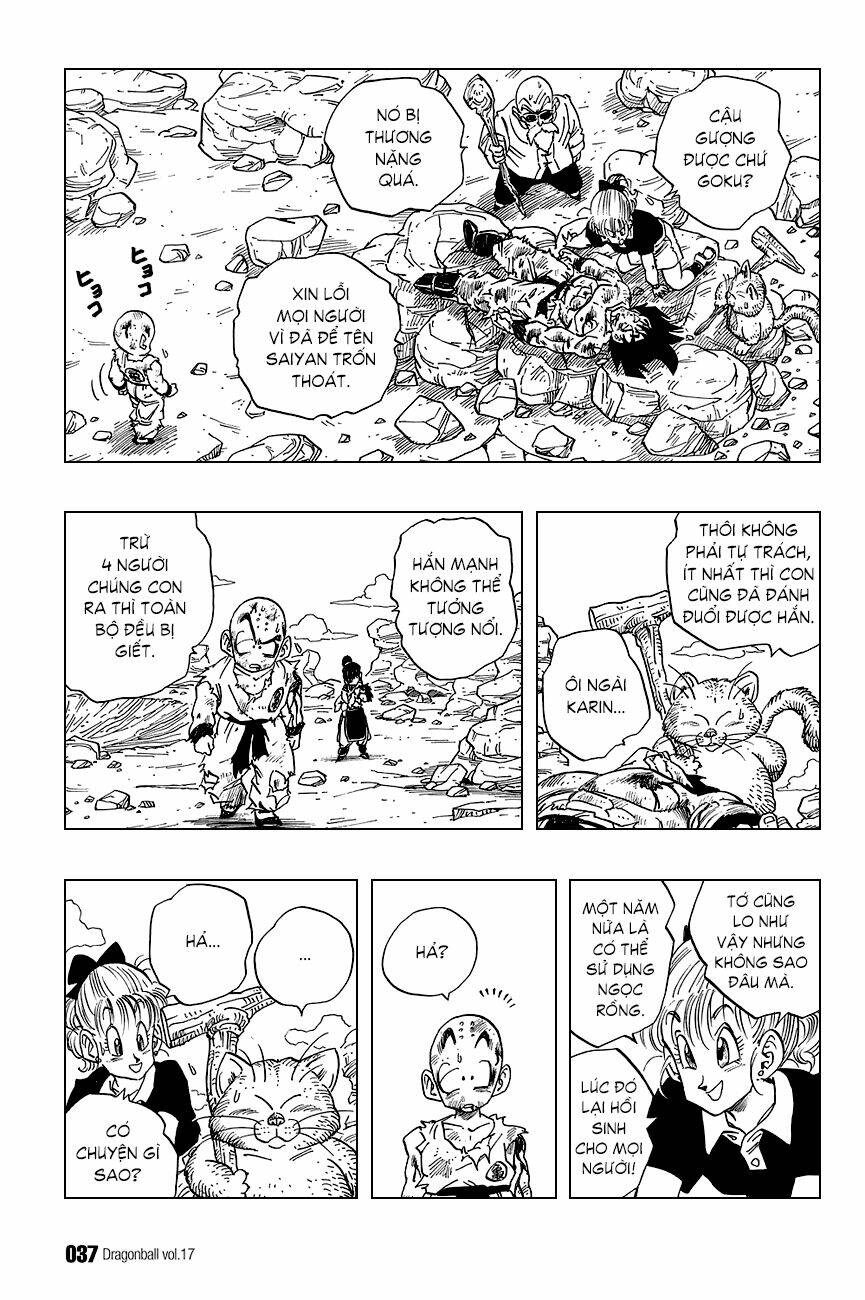 CẬU
GƯỢNG
ĐƯỢC CHỨ
GOKU?
NÓ BỊ
THƯƠNG
NẶNG
QUÁ.
XIN LỖI
MỌI NGƯỜI
VÌ ĐÃ ĐỂ TÊN
SAIYAN TRỐN
THOÁT.
ヒョコ
ヒョコ
THÔI KHÔNG
PHẢI TỰ TRÁCH,
ÍT NHẤT THÌ CON
CŨNG ĐÃ ĐÁNH
ĐUỔI ĐƯỢC HẮN.
ÔI NGÀI
KARIN...
HẮN MẠNH
KHÔNG THỂ
TƯỞNG
TƯỢNG NỔI.
TRỪ
4 NGƯỜI
CHÚNG CON
RA THÌ TOÀN
BỘ ĐỀU BỊ
GIẾT.
TỚ CŨNG
LO NHƯ
VẬY NHƯNG
KHÔNG SAO
ĐÂU MÀ.
MỘT NĂM
NỮA LÀ
CÓ THỂ
SỬ DỤNG
NGỌC
RỒNG.
LÚC ĐÓ
LẠI HỒI
SINH
CHO MỌI
NGƯỜI!
HẢ?
...
HẢ...
CÓ
CHUYỆN GÌ
SAO?
037 Dragonball vol.17